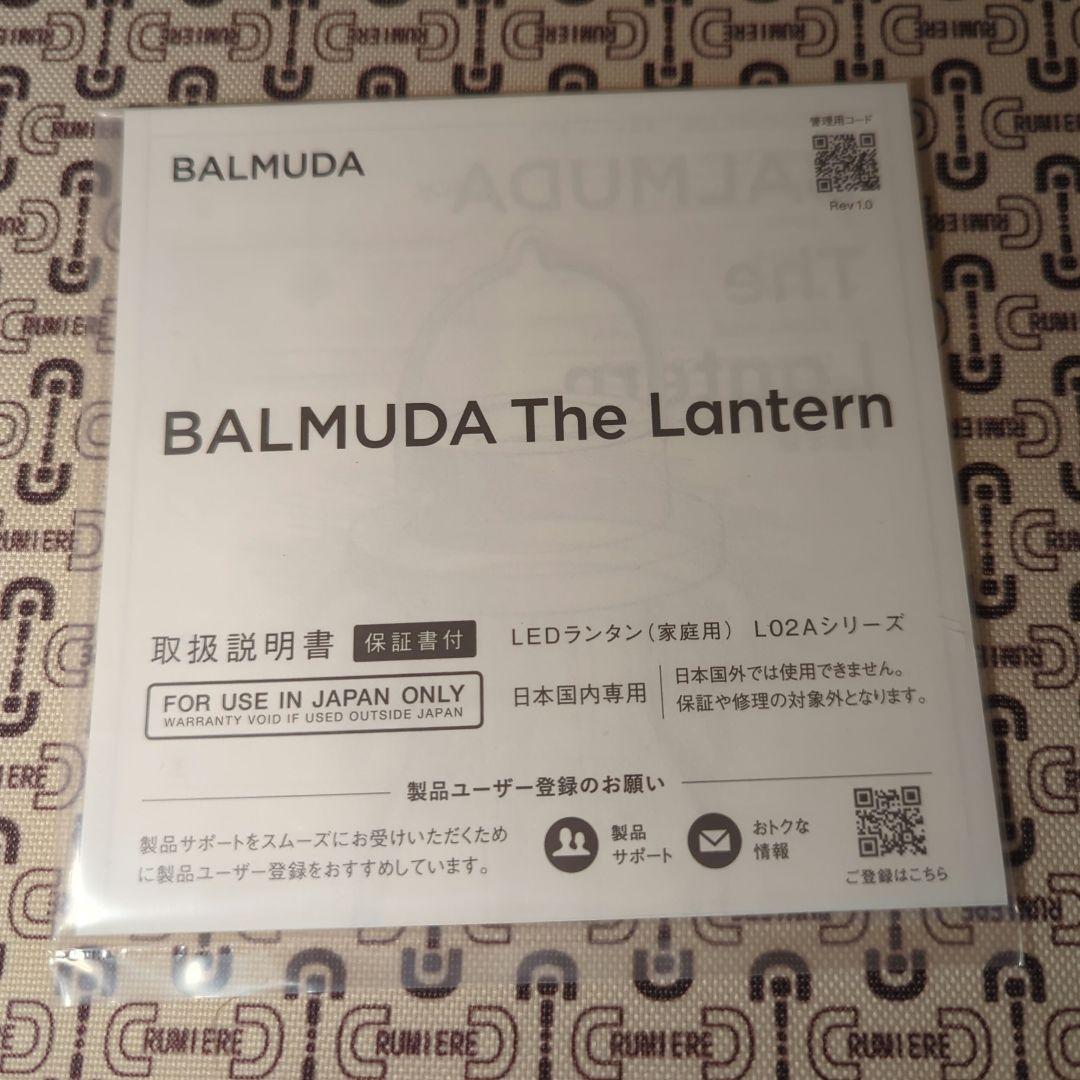 管理用コード
BALMUDA
Rev 1.0
BALMUDA
The
Lantern
BALMUDA The Lantern
取扱説明書 保証書付
LEDランタン(家庭用) L02Aシリーズ
FOR USE IN JAPAN ONLY
WARRANTY VOID IF USED OUTSIDE JAPAN
日本国内専用
日本国外では使用できません。
保証や修理の対象外となります。
製品ユーザー登録のお願い
製品サポートをスムーズにお受けいただくため
に製品ユーザー登録をおすすめしています。
製品
サポート
おトクな
情報
ご登録はこちら
RUMIERE
RUMIERE
RUMIERE
RUMIERE